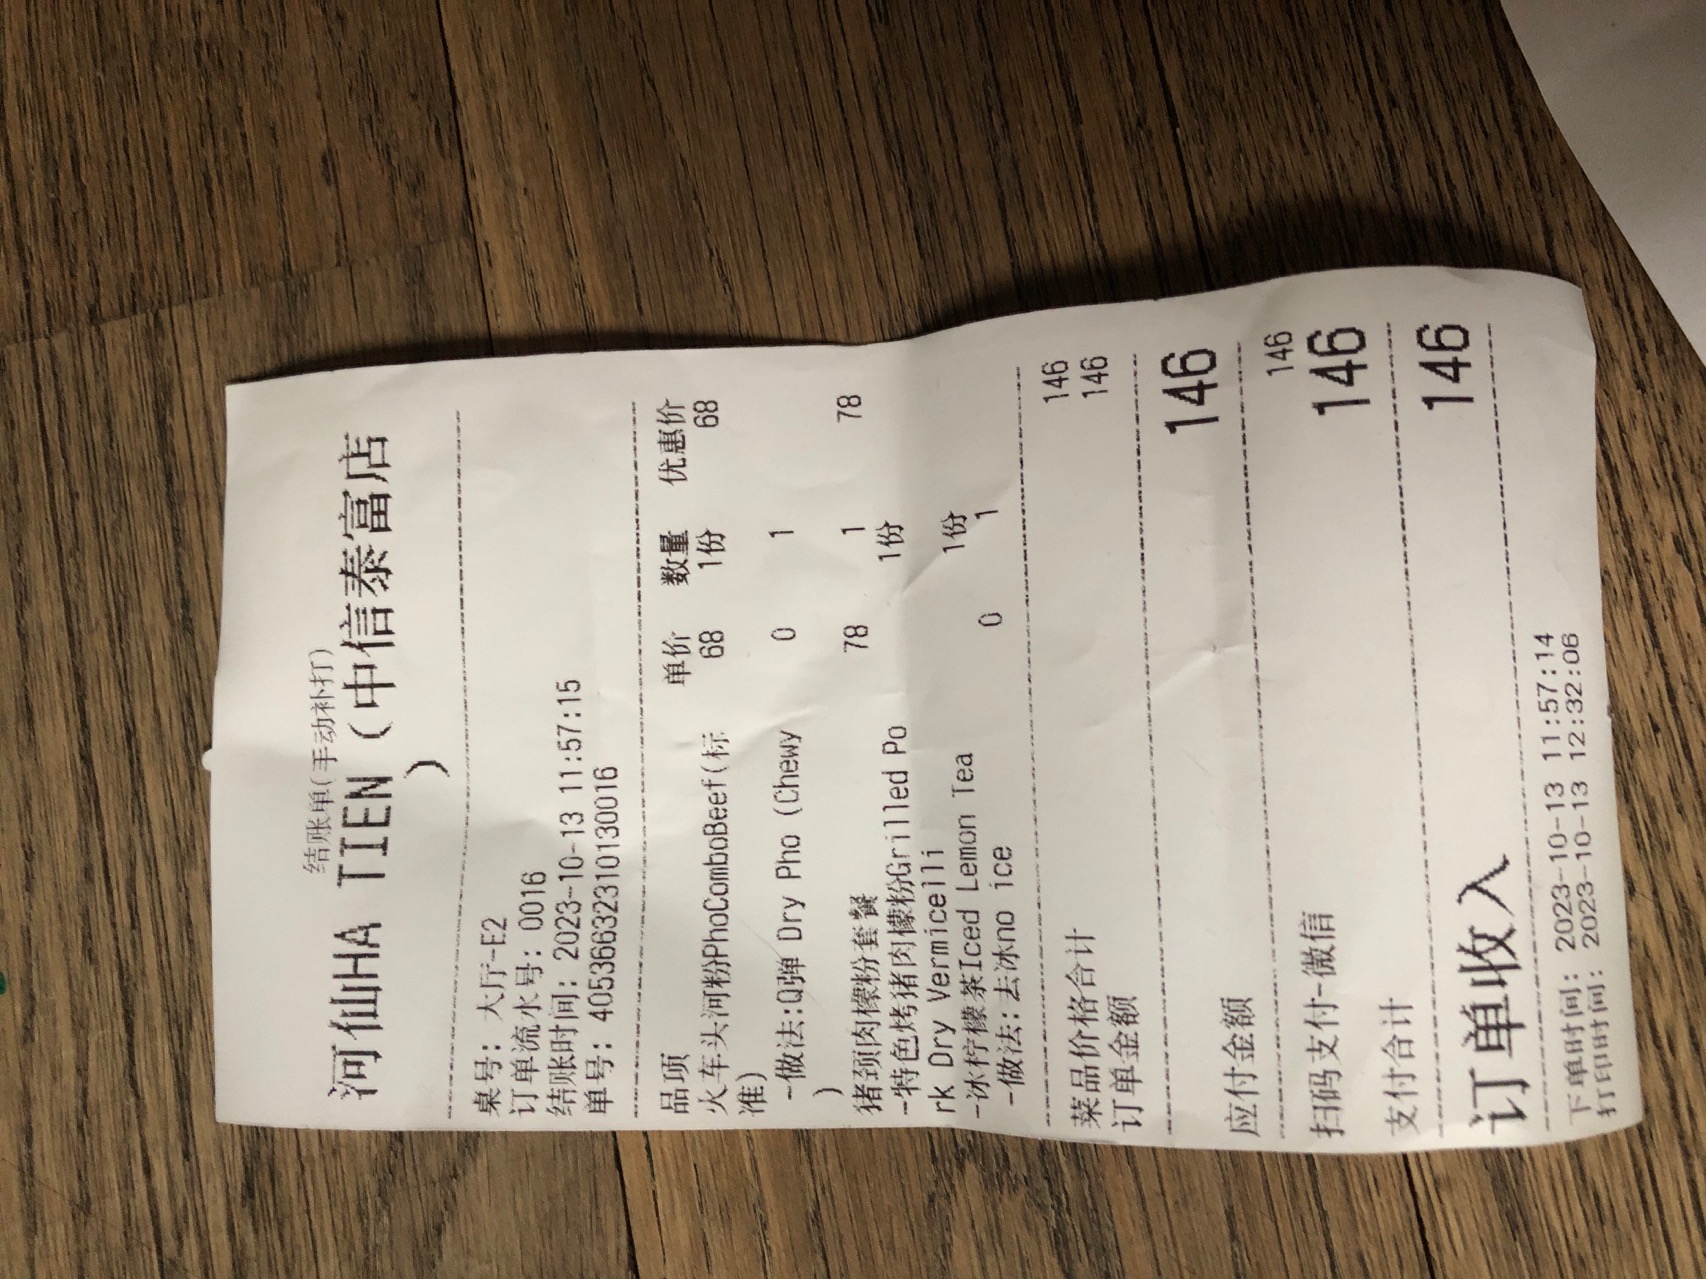 结账单(手动补打)
河仙HA TIEN (中信泰富店
)
桌号: 大厅-E2
订单流水号: 0016
结账时间: 2023-10-13 11:57:15
单号: 40536632310130016
品项 单价 数量 优惠价
火车头河粉PhoComboBeef(标 68 1份 68
准)
-做法:Q弹 Dry Pho (Chewy 0 1
)
猪颈肉檬粉套餐 78 1 78
-特色烤猪肉檬粉Grilled Po 1份
rk Dry Vermicelli
-冰柠檬茶Iced Lemon Tea 1份
-做法: 去冰no ice 0 1
菜品价格合计 146
订单金额 146
应付金额 146
扫码支付-微信 146
支付合计 146
订单收入 146
下单时间: 2023-10-13 11:57:14
打印时间: 2023-10-13 12:32:06